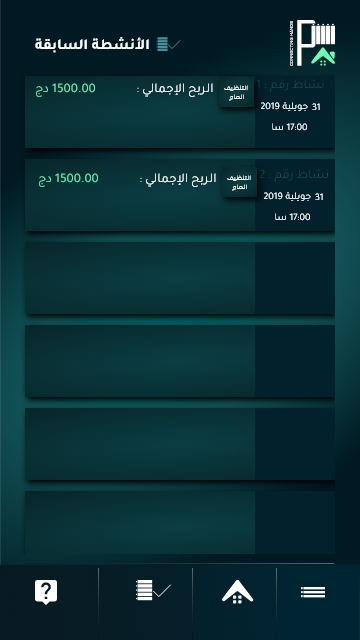 الأنشطة السابقة
CONNECTING HANDS
نشاط رقم : 1
31 جويلية 2019
17:00 سا
التنظيف
العام
الربح الإجمالي :
1500.00 دج
نشاط رقم : 2
31 جويلية 2019
17:00 سا
التنظيف
العام
الربح الإجمالي :
1500.00 دج